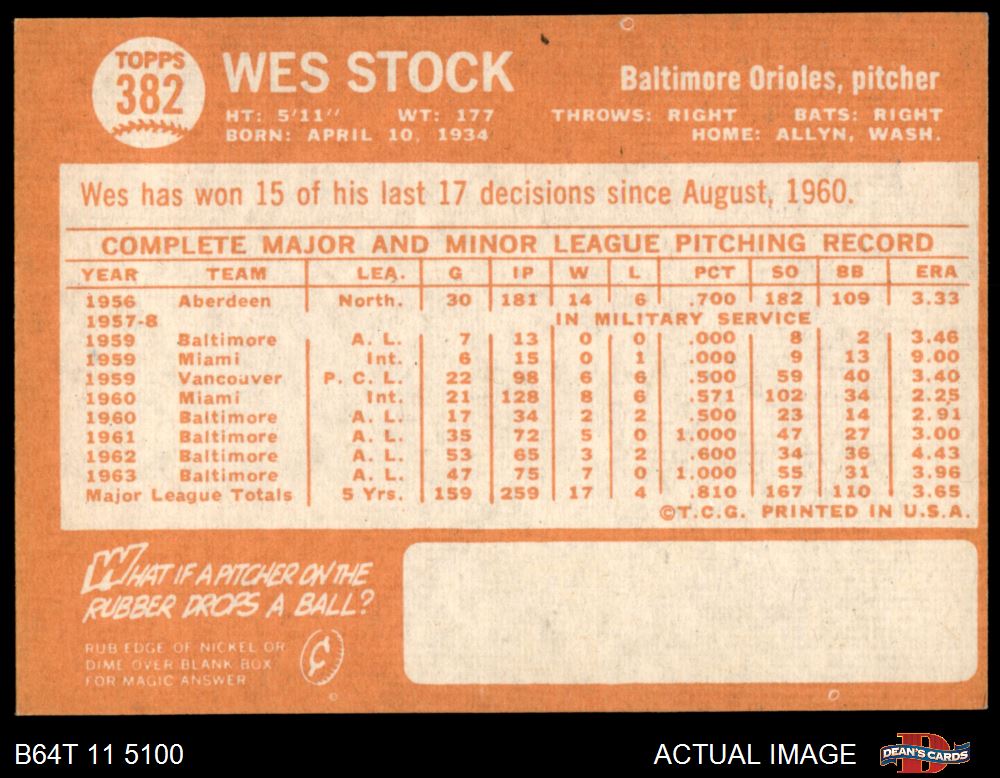 TOPPS
382
WES STOCK
Baltimore Orioles, pitcher
HT: 5'11" WT: 177 THROWS: RIGHT BATS: RIGHT
BORN: APRIL 10, 1934 HOME: ALLYN, WASH.
Wes has won 15 of his last 17 decisions since August, 1960.
COMPLETE MAJOR AND MINOR LEAGUE PITCHING RECORD
YEAR TEAM LEA. G IP W L PCT SO BB ERA
1956 Aberdeen North. 30 181 14 6 .700 182 109 3.33
1957-8 IN MILITARY SERVICE
1959 Baltimore A. L. 7 13 0 0 .000 8 2 3.46
1959 Miami Int. 6 15 0 1 .000 9 13 9.00
1959 Vancouver P. C. L. 22 98 6 6 .500 59 40 3.40
1960 Miami Int. 21 128 8 6 .571 102 34 2.25
1960 Baltimore A. L. 17 34 2 2 .500 23 14 2.91
1961 Baltimore A. L. 35 72 5 0 1.000 47 27 3.00
1962 Baltimore A. L. 53 65 3 2 .600 34 36 4.43
1963 Baltimore A. L. 47 75 7 0 1.000 55 31 3.96
Major League Totals 5 Yrs. 159 259 17 4 .810 167 110 3.65
©T.C.G. PRINTED IN U.S.A.
WHAT IF A PITCHER ON THE
RUBBER DROPS A BALL?
RUB EDGE OF NICKEL OR
DIME OVER BLANK BOX
FOR MAGIC ANSWER
¢
B64T 11 5100
ACTUAL IMAGE
D
DEAN'S CARDS